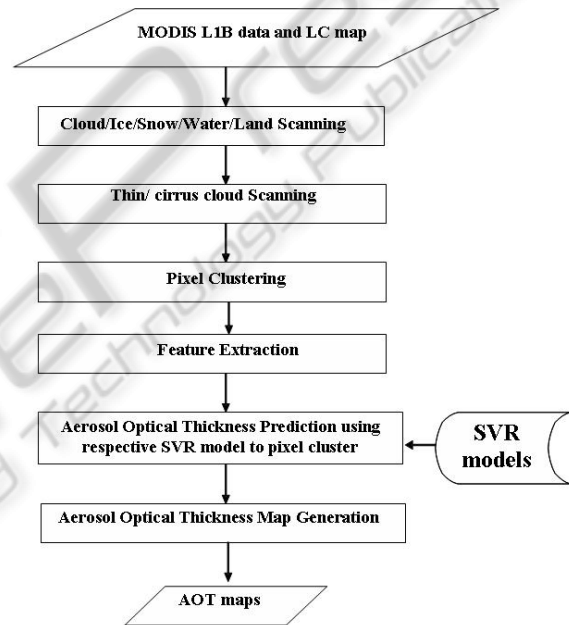 MODIS L1B data and LC map
Cloud/Ice/Snow/Water/Land Scanning
Thin/ cirrus cloud Scanning
Pixel Clustering
Feature Extraction
Aerosol Optical Thickness Prediction using
respective SVR model to pixel cluster
SVR
models
Aerosol Optical Thickness Map Generation
AOT maps
Technology Publicat